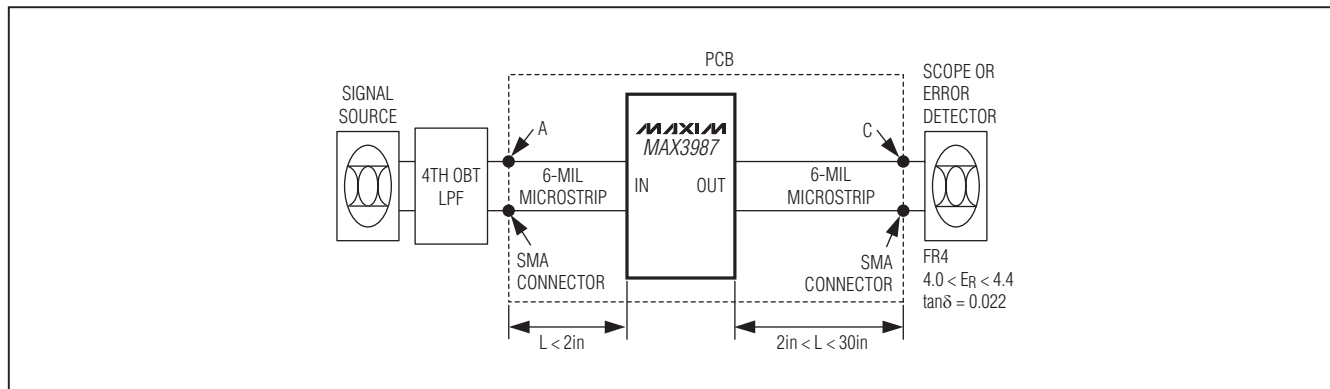 PCB
SIGNAL
SOURCE
4TH OBT
LPF
A
6-MIL
MICROSTRIP
SMA
CONNECTOR
MAXIM
MAX3987
IN OUT
6-MIL
MICROSTRIP
C
SMA
CONNECTOR
SCOPE OR
ERROR
DETECTOR
FR4
4.0 < ER < 4.4
tanδ = 0.022
L < 2in
2in < L < 30in